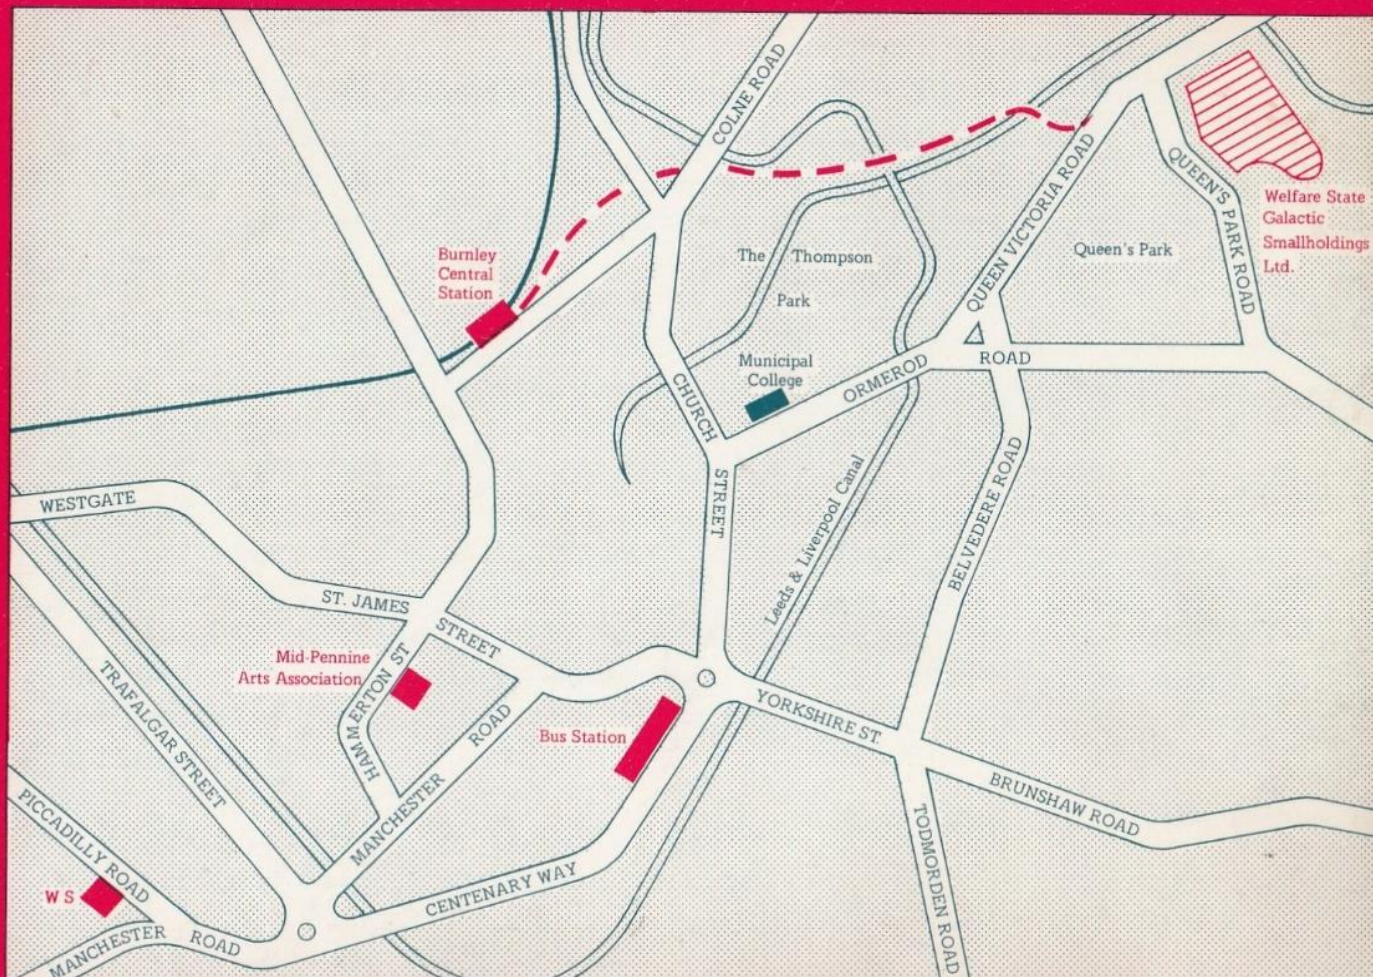 COLNE ROAD
Burnley
Central
Station
The Thompson
Park
Municipal
College
QUEEN VICTORIA ROAD
Queen's Park
QUEEN'S PARK ROAD
Welfare State
Galactic
Smallholdings
Ltd.
ORMEROD ROAD
CHURCH STREET
WESTGATE
ST. JAMES STREET
Leeds & Liverpool Canal
BELVEDERE ROAD
Mid-Pennine
Arts Association
HAMMERTON ST
TRAFALGAR STREET
MANCHESTER ROAD
Bus Station
YORKSHIRE ST.
BRUNSHAW ROAD
TODMORDEN ROAD
PICCADILLY ROAD
W S
CENTENARY WAY
MANCHESTER ROAD